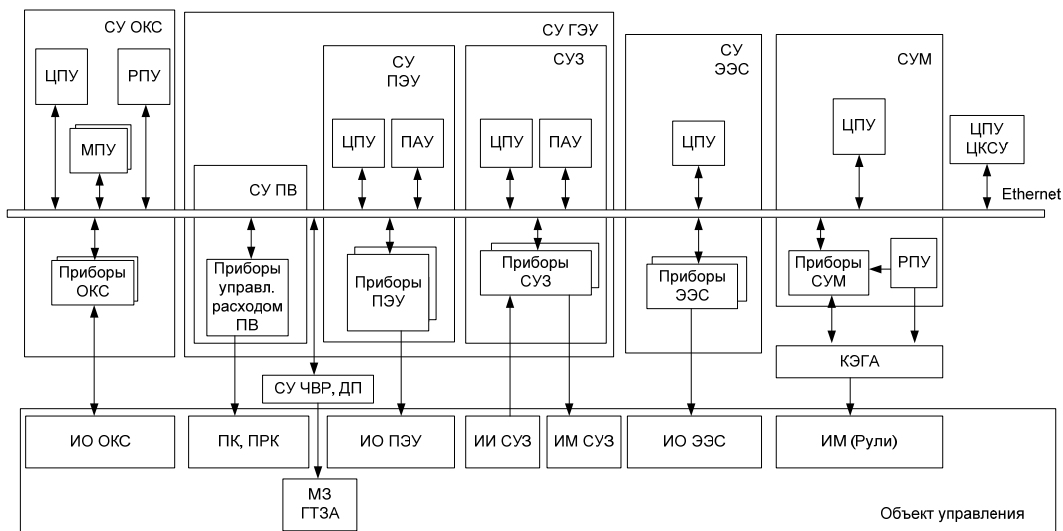 СУ ОКС
ЦПУ
РПУ
МПУ
Приборы
ОКС
СУ ГЭУ
СУ ПВ
Приборы
управл.
расходом
ПВ
СУ
ПЭУ
ЦПУ
ПАУ
Приборы
ПЭУ
СУЗ
ЦПУ
ПАУ
Приборы
СУЗ
СУ
ЭЭС
ЦПУ
Приборы
ЭЭС
СУМ
ЦПУ
Приборы
СУМ
РПУ
ЦПУ
ЦКСУ
Ethernet
КЭГА
СУ ЧВР, ДП
ИО ОКС
ПК, ПРК
ИО ПЭУ
ИИ СУЗ
ИМ СУЗ
ИО ЭЭС
ИМ (Рули)
МЗ
ГТЗА
Объект управления